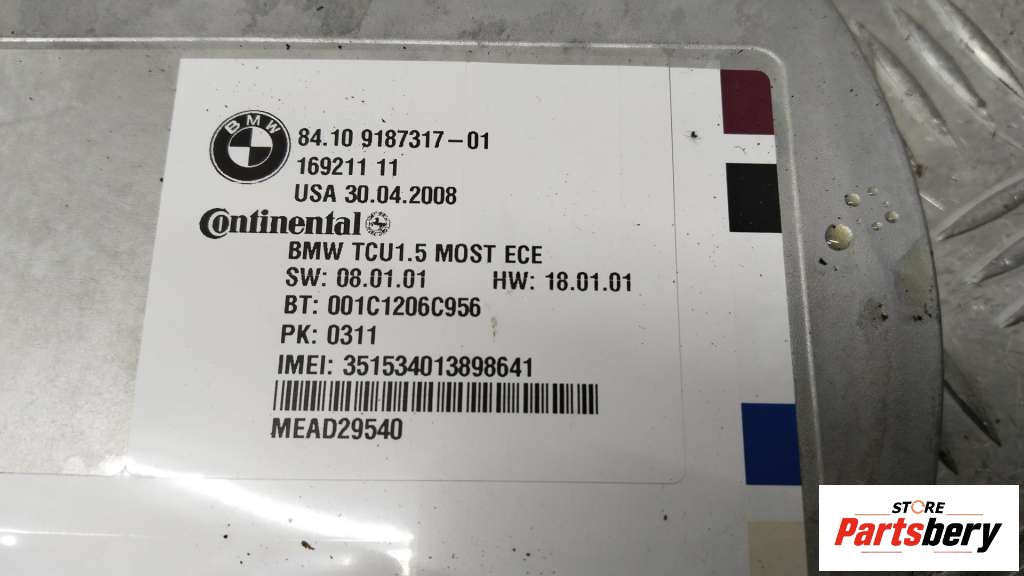 BMW
84.10 9187317-01
169211 11
USA 30.04.2008
Continental
BMW TCU1.5 MOST ECE
SW: 08.01.01 HW: 18.01.01
BT: 001C1206C956
PK: 0311
IMEI: 351534013898641
MEAD29540
STORE
Partsbery